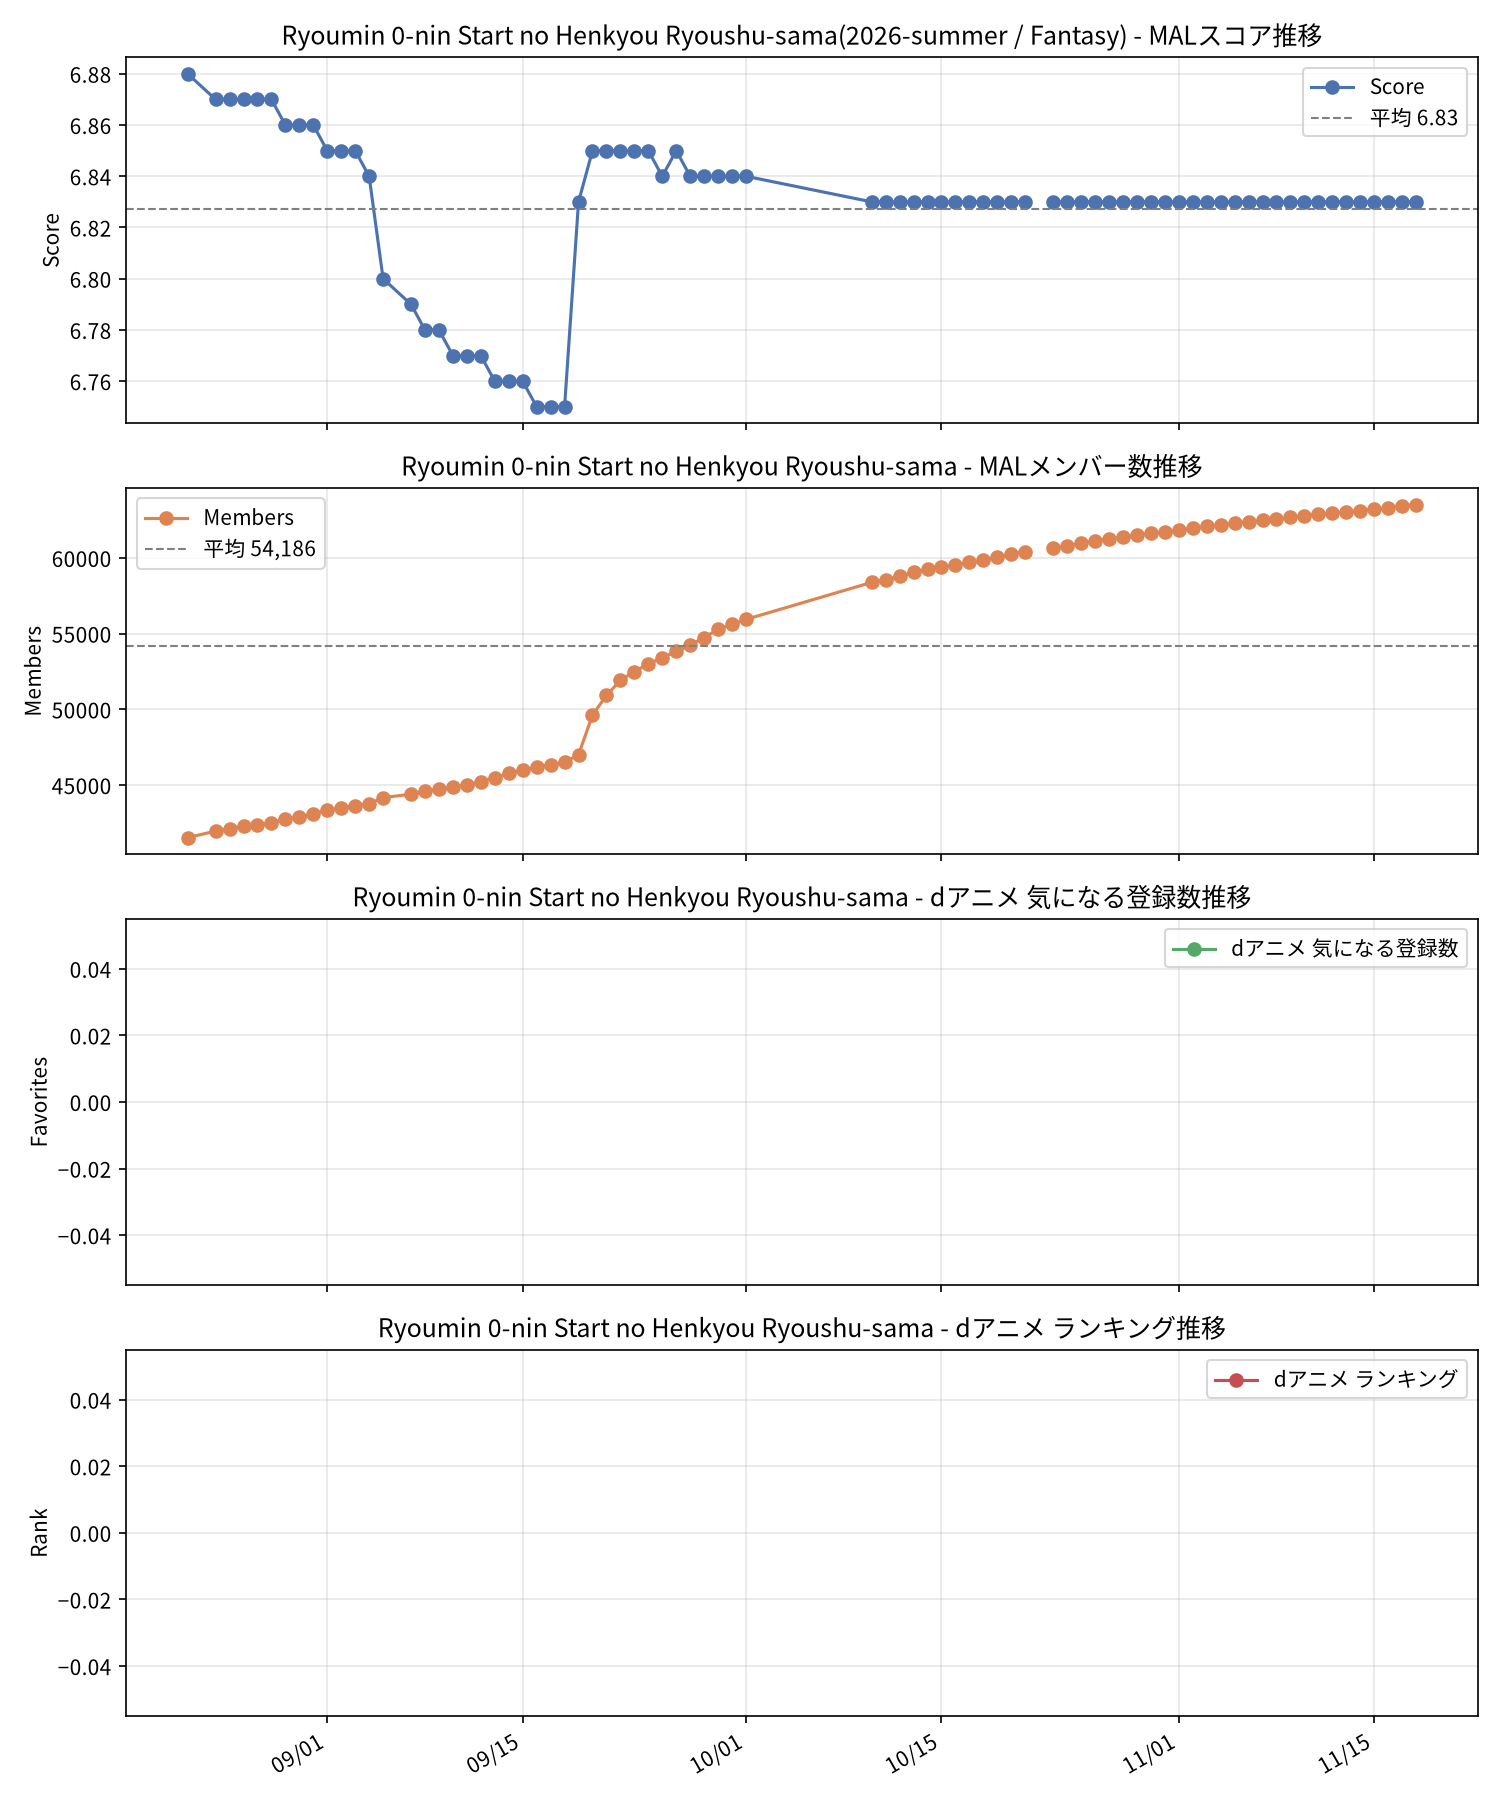 Ryoumin 0-nin Start no Henkyou Ryoushu-sama(2026-summer / Fantasy) - MALスコア推移
Score
6.88
6.86
6.84
6.82
6.80
6.78
6.76
Score
平均 6.83
Ryoumin 0-nin Start no Henkyou Ryoushu-sama - MALメンバー数推移
Members
60000
55000
50000
45000
Members
平均 54,186
Ryoumin 0-nin Start no Henkyou Ryoushu-sama - dアニメ 気になる登録数推移
Favorites
0.04
0.02
0.00
−0.02
−0.04
dアニメ 気になる登録数
Ryoumin 0-nin Start no Henkyou Ryoushu-sama - dアニメ ランキング推移
Rank
0.04
0.02
0.00
−0.02
−0.04
dアニメ ランキング
09/01
09/15
10/01
10/15
11/01
11/15